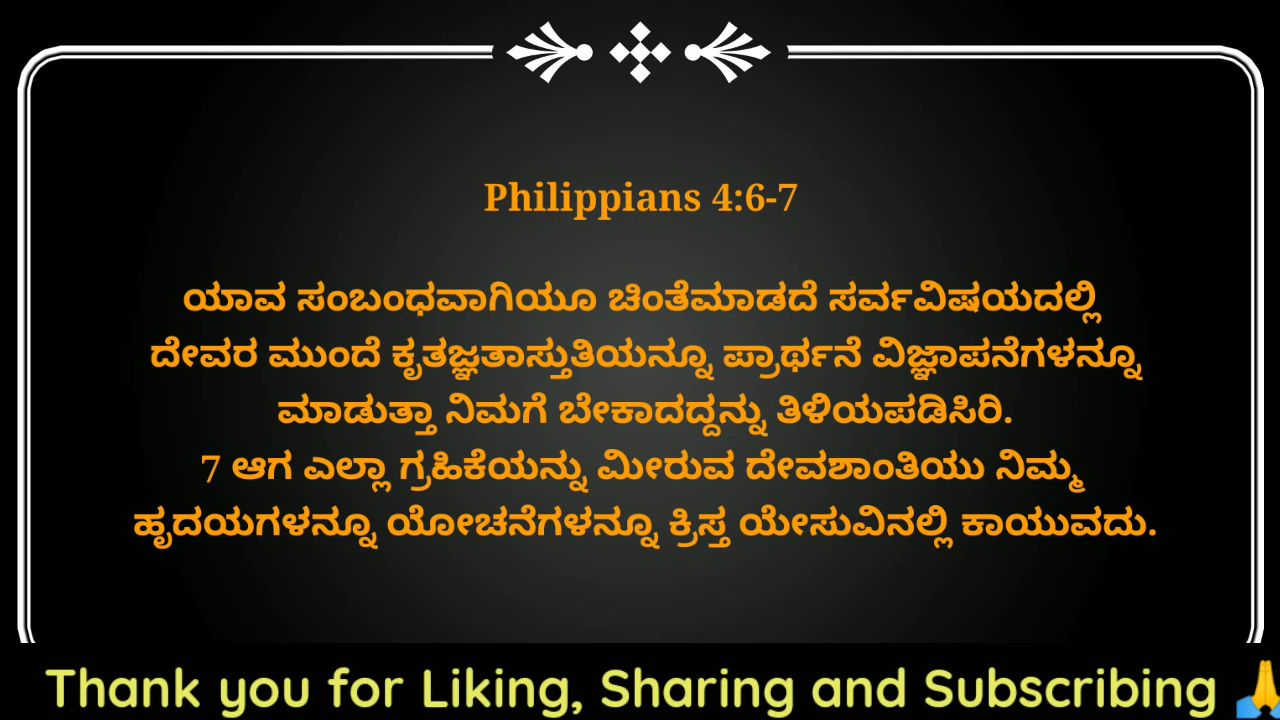 Philippians 4:6-7
ಯಾವ ಸಂಬಂಧವಾಗಿಯೂ ಚಿಂತೆಮಾಡದೆ ಸರ್ವವಿಷಯದಲ್ಲಿ
ದೇವರ ಮುಂದೆ ಕೃತಜ್ಞತಾಸ್ತುತಿಯನ್ನೂ ಪ್ರಾರ್ಥನೆ ವಿಜ್ಞಾಪನೆಗಳನ್ನೂ
ಮಾಡುತ್ತಾ ನಿಮಗೆ ಬೇಕಾದದ್ದನ್ನು ತಿಳಿಯಪಡಿಸಿರಿ.
7 ಆಗ ಎಲ್ಲಾ ಗ್ರಹಿಕೆಯನ್ನು ಮೀರುವ ದೇವಶಾಂತಿಯು ನಿಮ್ಮ
ಹೃದಯಗಳನ್ನೂ ಯೋಚನೆಗಳನ್ನೂ ಕ್ರಿಸ್ತ ಯೇಸುವಿನಲ್ಲಿ ಕಾಯುವದು.
Thank you for Liking, Sharing and Subscribing 🙏